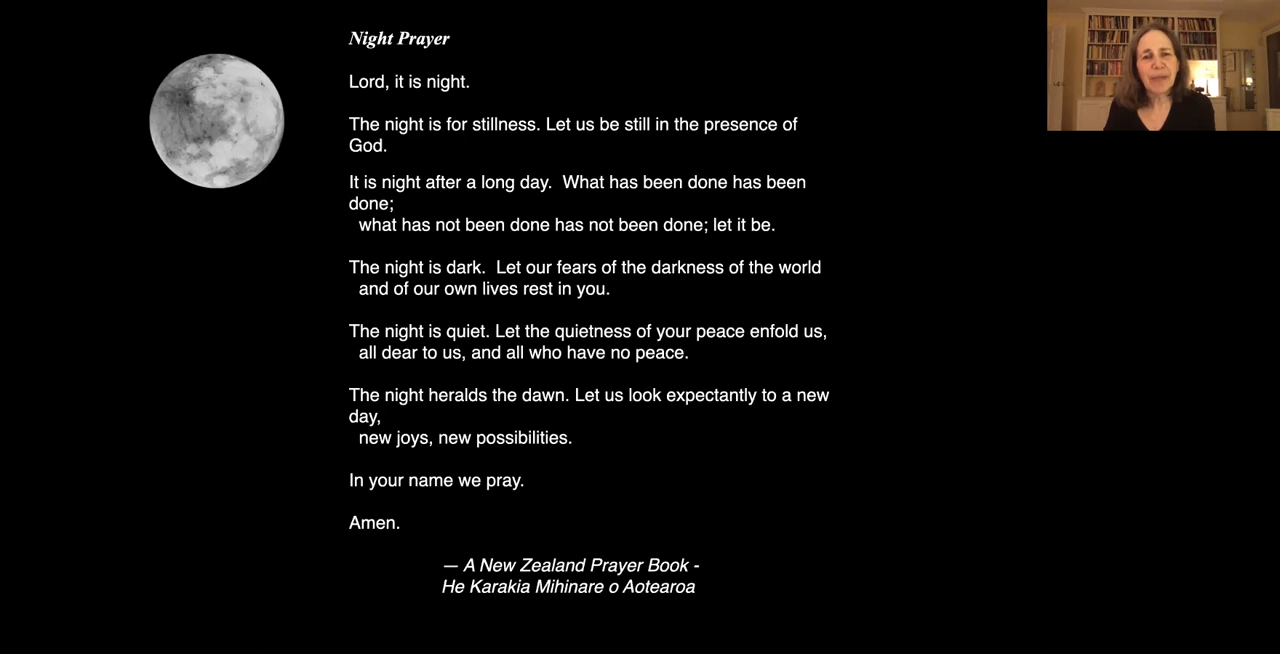 Night Prayer
Lord, it is night.
The night is for stillness. Let us be still in the presence of
God.
It is night after a long day.  What has been done has been
done;
what has not been done has not been done; let it be.
The night is dark.  Let our fears of the darkness of the world
and of our own lives rest in you.
The night is quiet. Let the quietness of your peace enfold us,
all dear to us, and all who have no peace.
The night heralds the dawn. Let us look expectantly to a new
day,
new joys, new possibilities.
In your name we pray.
Amen.
— A New Zealand Prayer Book -
He Karakia Mihinare o Aotearoa